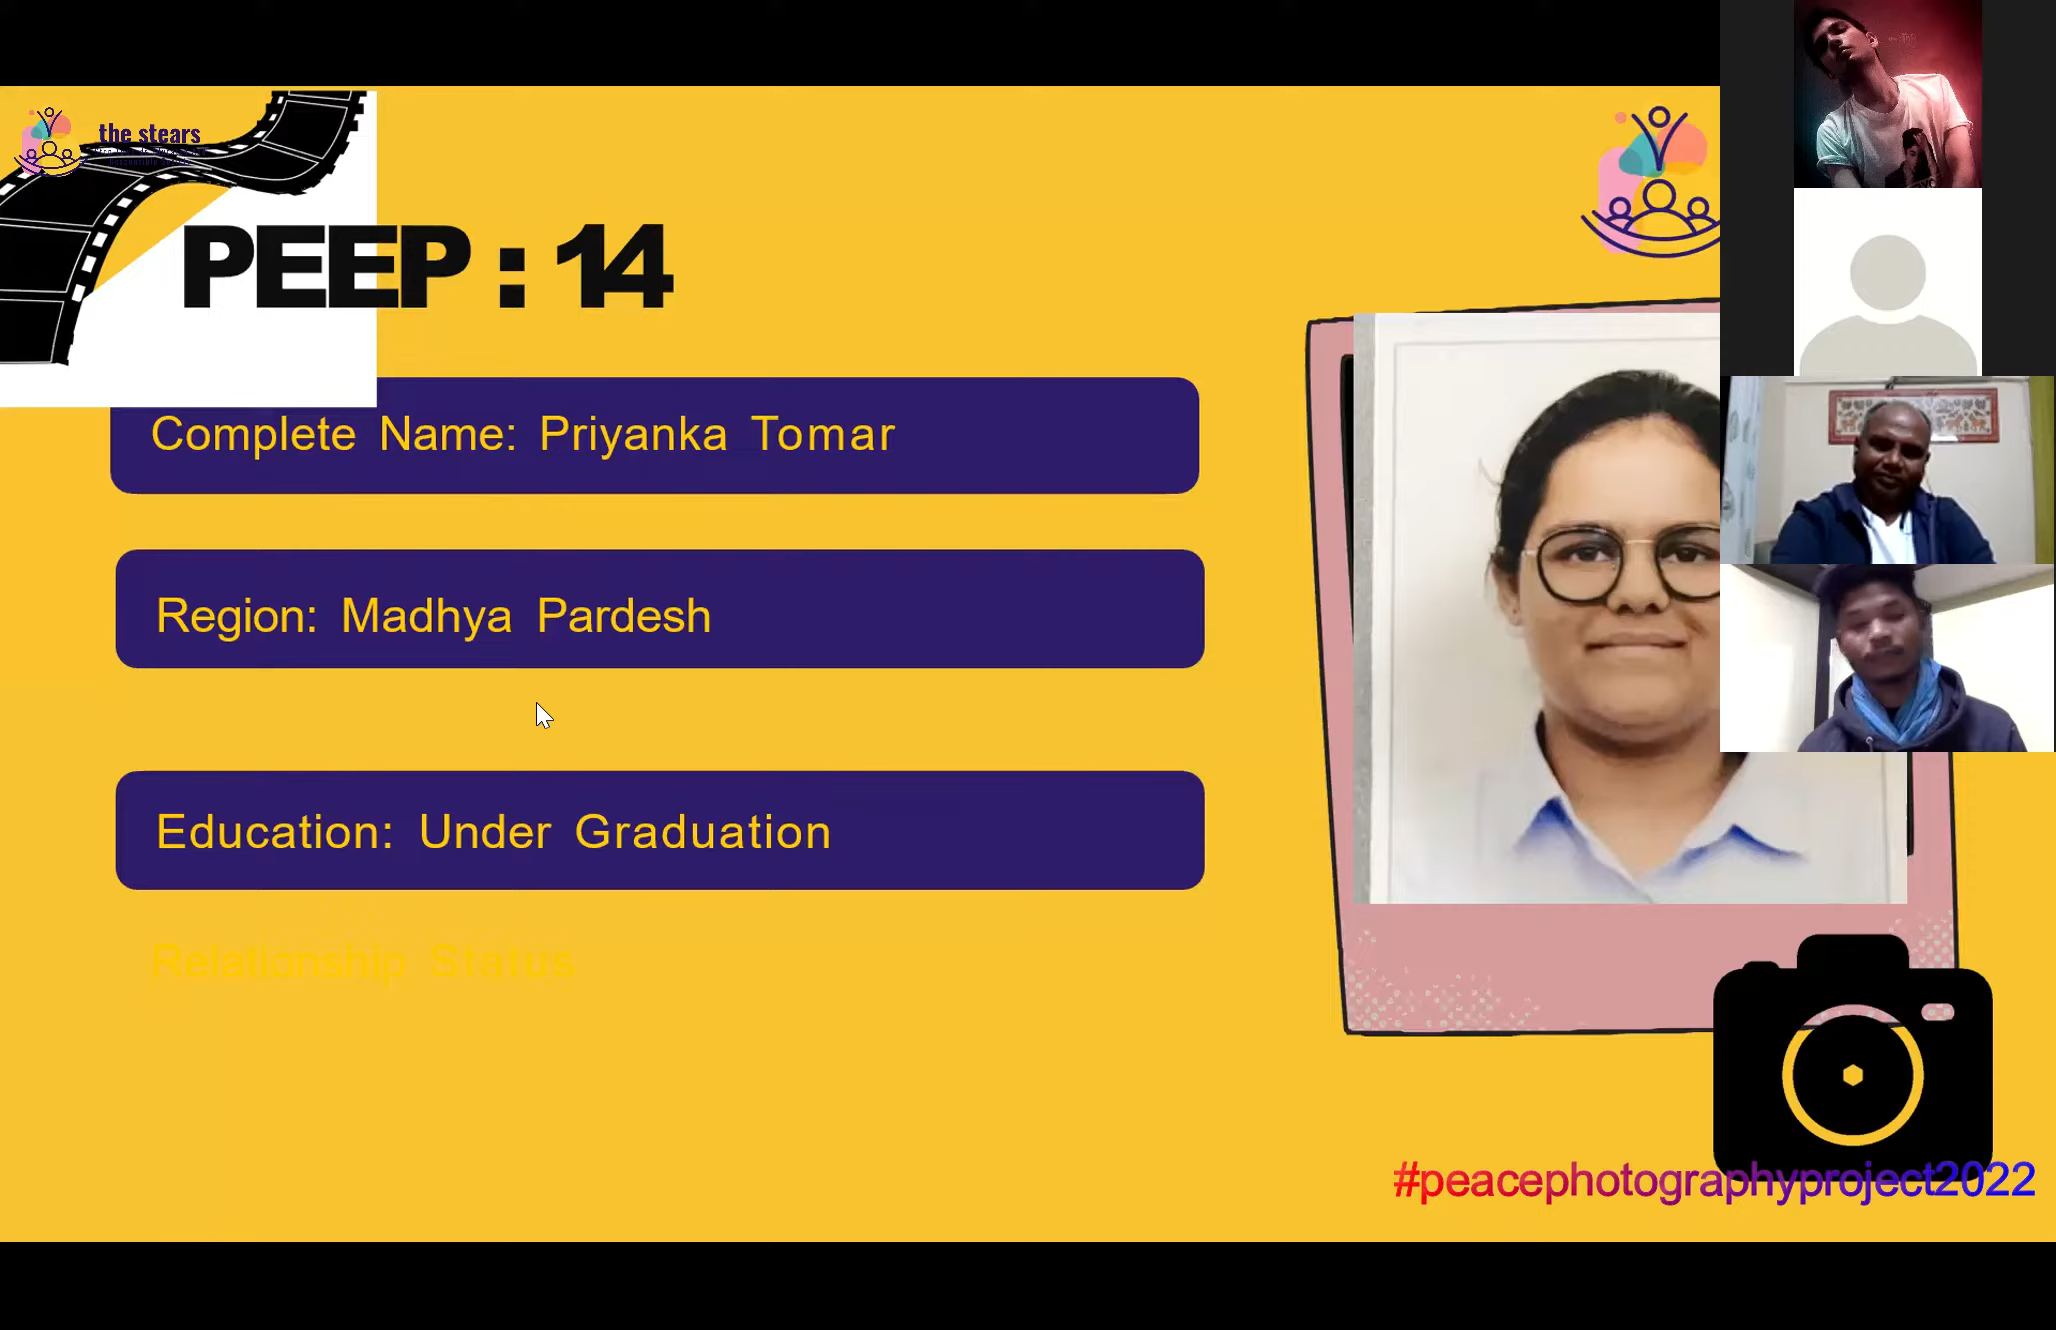 the stears
PEEP : 14
Complete Name: Priyanka Tomar
Region: Madhya Pardesh
Education: Under Graduation
Relationship Status
#peacephotographyproject2022